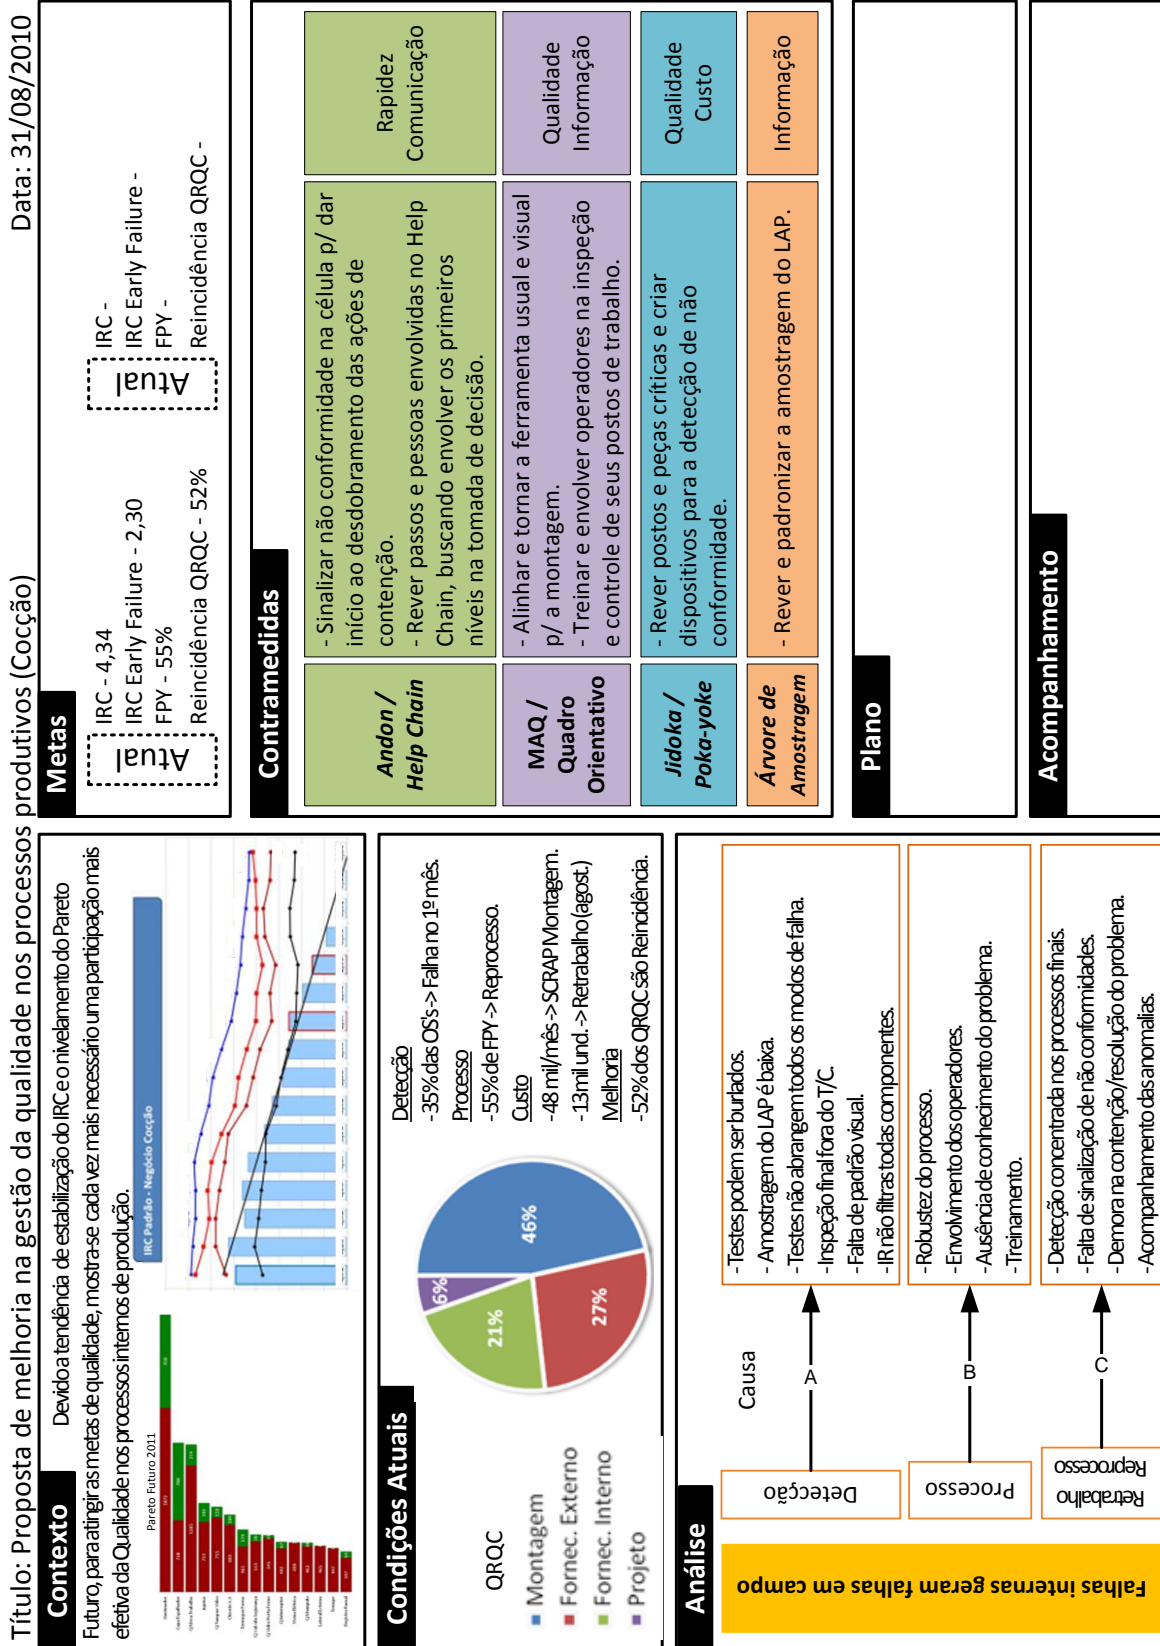 Título: Proposta de melhoria na gestão da qualidade nos processos produtivos (Cocção)
Data: 31/08/2010
Contexto
Devido a tendência de estabilização do IRC e o nivelamento do Pareto
Futuro, para atingir as metas de qualidade, mostra-se cada vez mais necessário uma participação mais
efetiva da Qualidade nos processos internos de produção.
Pareto Futuro 2011
IRC Padrão - Negócio Cocção
Condições Atuais
QRQC
Montagem
Fornec. Externo
Fornec. Interno
Projeto
46%
27%
21%
6%
Detecção
- 35% das OS's -> Falha no 1º mês.
Processo
- 55% de FPY -> Reprocesso.
Custo
- 48 mil/mês -> SCRAP Montagem.
- 13 mil und. -> Retrabalho (agost.)
Melhoria
- 52% dos QRQC são Reincidência.
Análise
Falhas internas geram falhas em campo
Causa
Detecção
A
- Testes podem ser burlados.
- Amostragem do LAP é baixa.
- Testes não abrangem todos os modos de falha.
- Inspeção final fora do T/C.
- Falta de padrão visual.
- IR não filtras todas componentes.
Processo
B
- Robustez do processo.
- Envolvimento dos operadores.
- Ausência de conhecimento do problema.
- Treinamento.
Retrabalho
Reprocesso
C
- Detecção concentrada nos processos finais.
- Falta de sinalização de não conformidades.
- Demora na contenção/resolução do problema.
- Acompanhamento das anomalias.
Metas
Atual
IRC - 4,34
IRC Early Failure - 2,30
FPY - 55%
Reincidência QRQC - 52%
Atual
IRC -
IRC Early Failure -
FPY -
Reincidência QRQC -
Contramedidas
Andon /
Help Chain
- Sinalizar não conformidade na célula p/ dar
início ao desdobramento das ações de
contenção.
- Rever passos e pessoas envolvidas no Help
Chain, buscando envolver os primeiros
níveis na tomada de decisão.
Rapidez
Comunicação
MAQ /
Quadro
Orientativo
- Alinhar e tornar a ferramenta usual e visual
p/ a montagem.
- Treinar e envolver operadores na inspeção
e controle de seus postos de trabalho.
Qualidade
Informação
Jidoka /
Poka-yoke
- Rever postos e peças críticas e criar
dispositivos para a detecção de não
conformidade.
Qualidade
Custo
Árvore de
Amostragem
- Rever e padronizar a amostragem do LAP.
Informação
Plano
Acompanhamento